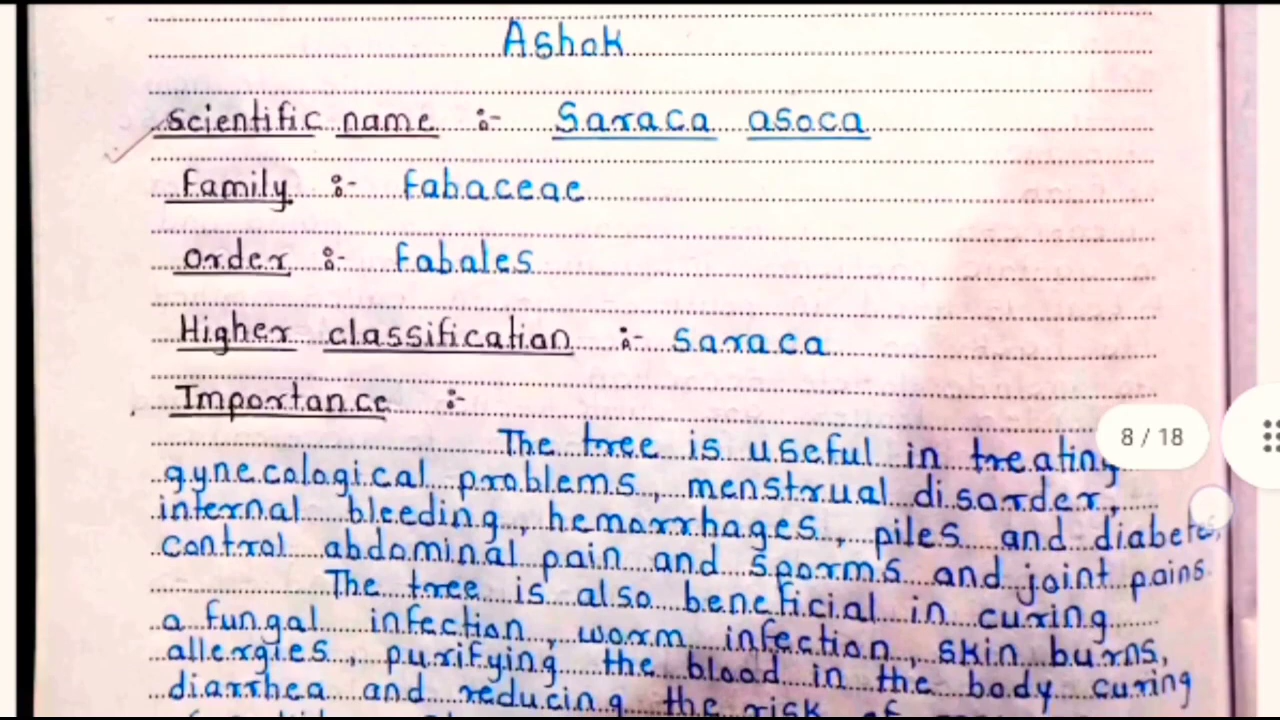 Ashok
scientific name :- Saraca asoca
Family :- Fabaceae
Order :- Fabales
Higher classification :- Saraca
Importance :-
The tree is useful in treating
8 / 18
gynecological problems, menstrual disorder,
internal bleeding, hemorrhages, piles and diabetes,
control abdominal pain and sporms and joint pains.
The tree is also beneficial in curing
a fungal infection, worm infection, skin burns,
allergies, purifying the blood in the body curing
diarrhea and reducing the risk of